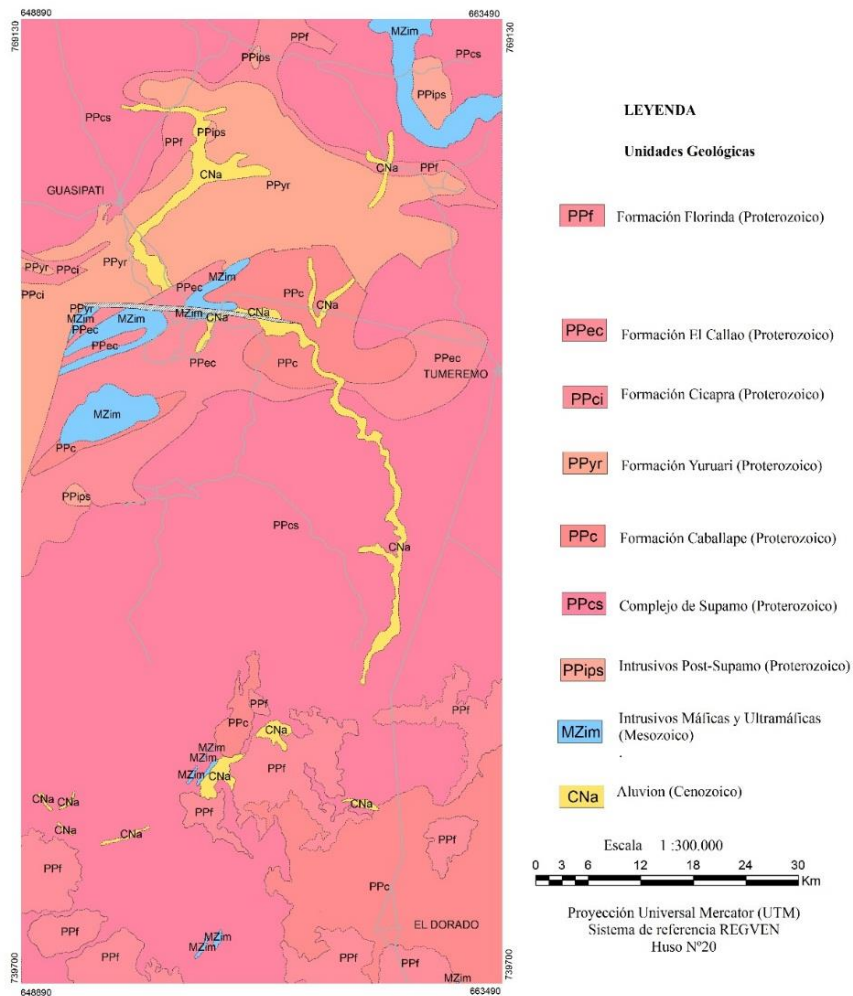 648890
663490
769130
769130
MZim
PPf
PPips
PPcs
PPips
PPcs
PPf
PPips
CNa
PPyr
CNa
PPf
GUASIPATI
PPyr
PPci
PPyr
PPci
PPec
MZim
PPc
CNa
PPyr
MZim
MZim
PPec
MZim
CNa
CNa
PPec
PPec
PPc
PPec
TUMEREMO
MZim
PPc
PPips
PPcs
CNa
PPf
PPc
PPf
CNa
MZim
MZim
MZim
CNa
PPf
PPf
CNa
CNa
CNa
CNa
CNa
PPf
PPf
PPc
EL DORADO
PPf
MZim
MZim
PPf
PPf
PPf
MZim
739700
739700
648890
663490
LEYENDA
Unidades Geológicas
PPf Formación Florinda (Proterozoico)
PPec Formación El Callao (Proterozoico)
PPci Formación Cicapra (Proterozoico)
PPyr Formación Yuruari (Proterozoico)
PPc Formación Caballape (Proterozoico)
PPcs Complejo de Supamo (Proterozoico)
PPips Intrusivos Post-Supamo (Proterozoico)
MZim Intrusivos Máficas y Ultramáficas
(Mesozoico)
.
CNa Aluvion (Cenozoico)
Escala 1 :300.000
0 3 6 12 18 24 30
Km
Proyección Universal Mercator (UTM)
Sistema de referencia REGVEN
Huso Nº20